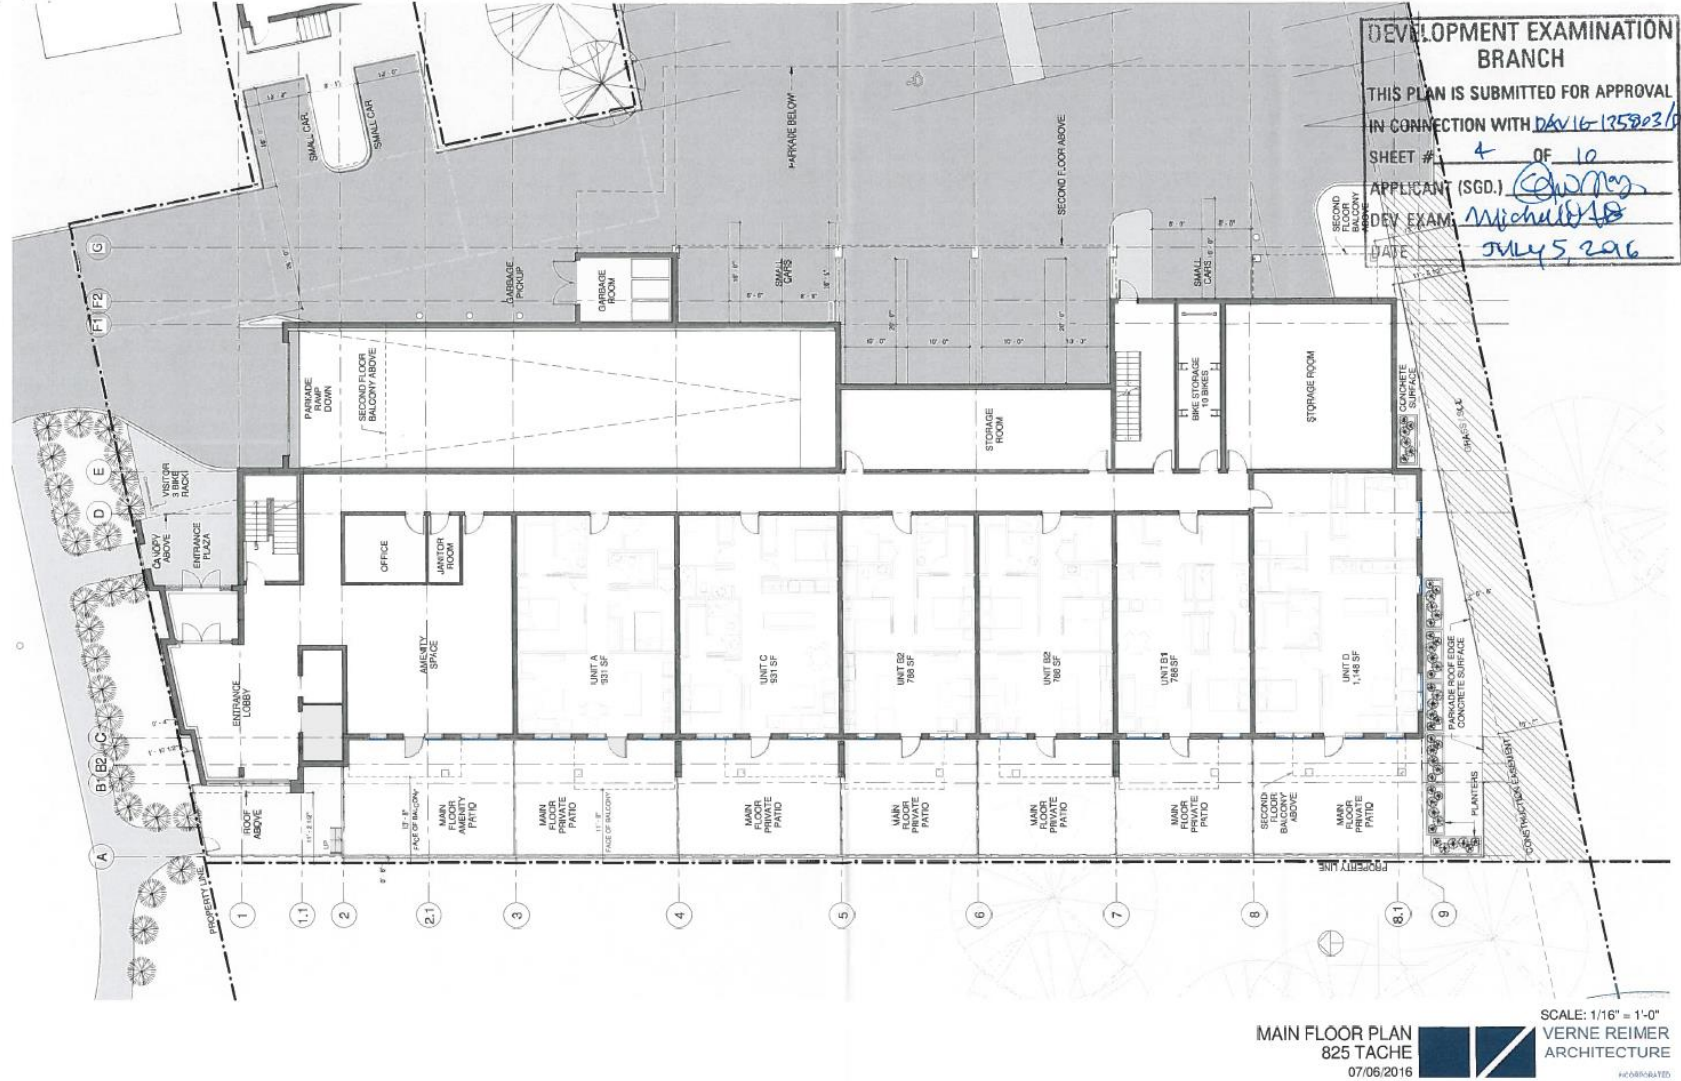 DEVELOPMENT EXAMINATION
BRANCH
THIS PLAN IS SUBMITTED FOR APPROVAL
IN CONNECTION WITH
SHEET # 4 OF 10
APPLICANT (SGD.)
DEV EXAM
DATE JULY 5, 2016
SMALL CAR
SMALL CAR
PARKADE BELOW
SECOND FLOOR ABOVE
SECOND
FLOOR
BALCONY
ABOVE
G
F2
F1
GARBAGE
PICKUP
GARBAGE
ROOM
SMALL
CARS
SMALL
CARS
PARKADE
RAMP
DOWN
SECOND FLOOR
BALCONY ABOVE
STORAGE
ROOM
BIKE STORAGE
10 BIKES
STORAGE ROOM
CONCRETE
SURFACE
E
D
VISITOR
3 BIKE
RACK
CANOPY
ABOVE
ENTRANCE
PLAZA
OFFICE
JANITOR
ROOM
ENTRANCE
LOBBY
AMENITY
SPACE
UNIT A
931 SF
UNIT C
931 SF
UNIT B2
788 SF
UNIT B2
788 SF
UNIT B1
788 SF
UNIT D
1,148 SF
PARKADE ROOF EDGE
CONCRETE SURFACE
C
B2
B1
A
ROOF
ABOVE
UP
FACE OF BALCONY
MAIN
FLOOR
AMENITY
PATIO
MAIN
FLOOR
PRIVATE
PATIO
FACE OF BALCONY
MAIN
FLOOR
PRIVATE
PATIO
MAIN
FLOOR
PRIVATE
PATIO
MAIN
FLOOR
PRIVATE
PATIO
MAIN
FLOOR
PRIVATE
PATIO
SECOND
FLOOR
BALCONY
ABOVE
MAIN
FLOOR
PRIVATE
PATIO
PLANTERS
CONSTRUCTION EASEMENT
PROPERTY LINE
PROPERTY LINE
1
1.1
2
2.1
3
4
5
6
7
8
8.1
9
SCALE: 1/16" = 1'-0"
MAIN FLOOR PLAN
825 TACHE
07/06/2016
VERNE REIMER
ARCHITECTURE
INCORPORATED